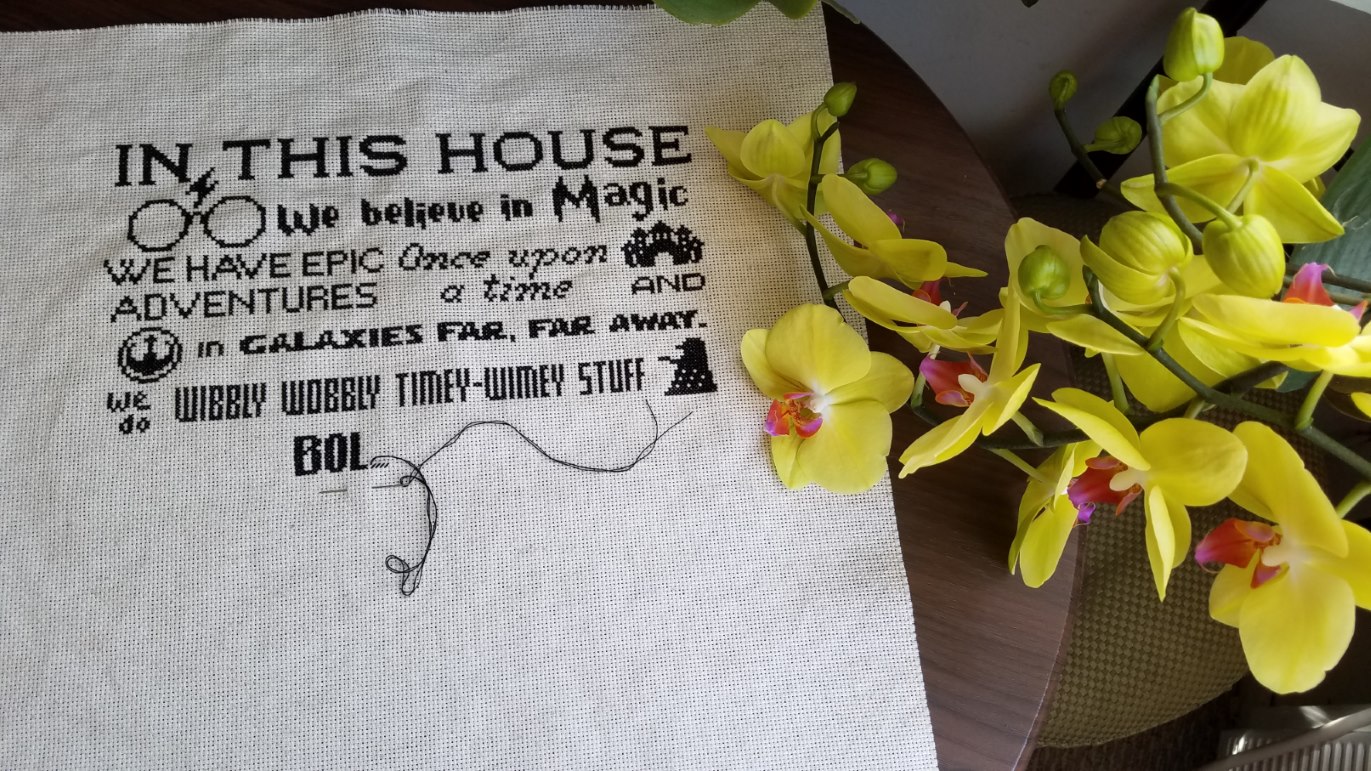 IN THIS HOUSE
We believe in Magic
WE HAVE EPIC Once upon
ADVENTURES a time AND
in GALAXIES FAR, FAR AWAY.
we do WIBBLY WOBBLY TIMEY-WIMEY STUFF
BOL